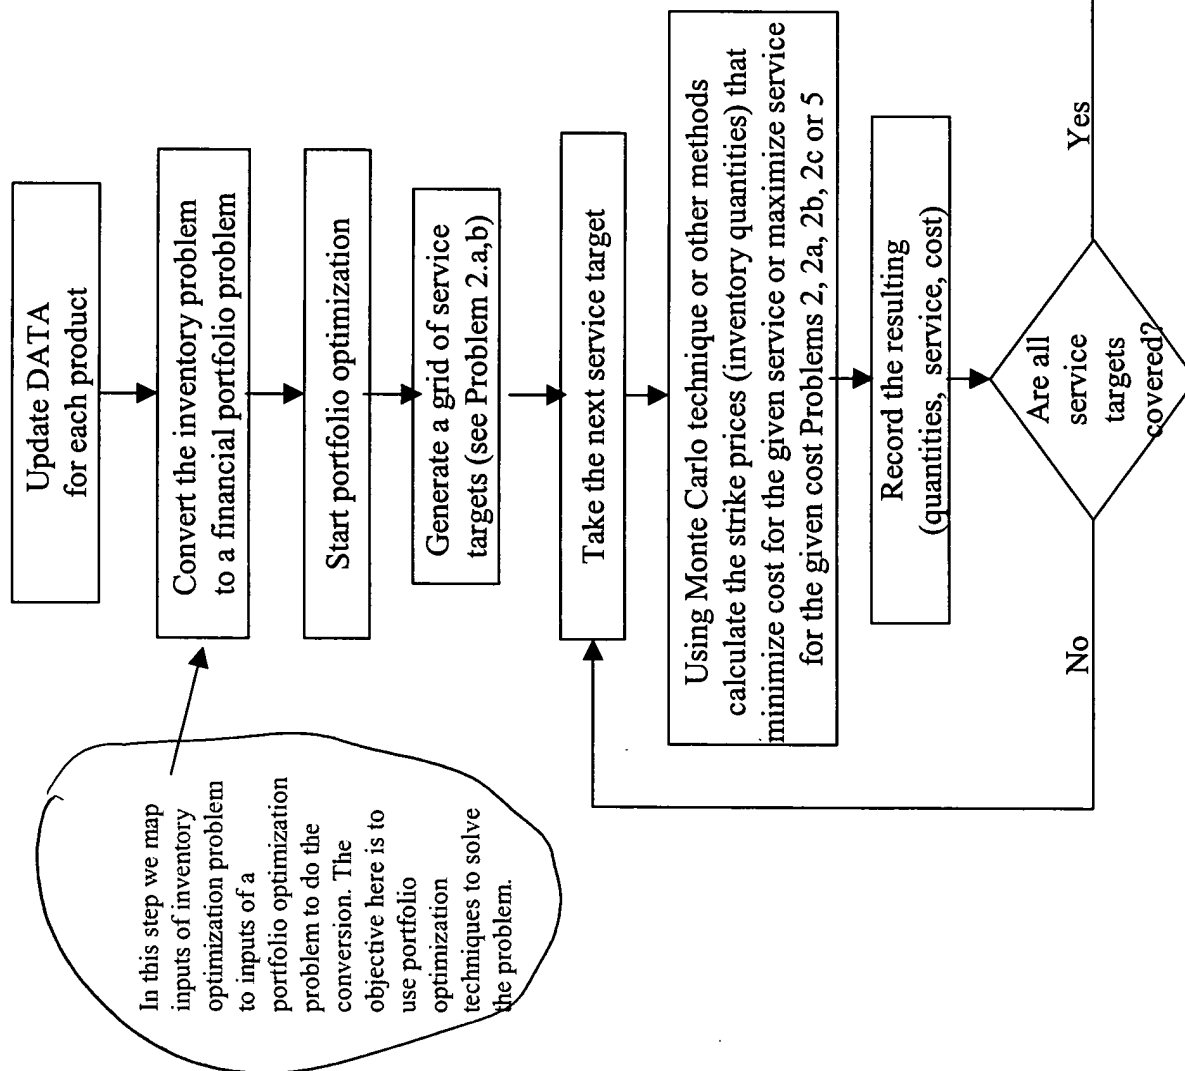 Update DATA
for each product
Convert the inventory problem
to a financial portfolio problem
In this step we map
inputs of inventory
optimization problem
to inputs of a
portfolio optimization
problem to do the
conversion. The
objective here is to
use portfolio
optimization
techniques to solve
the problem.
Start portfolio optimization
Generate a grid of service
targets (see Problem 2.a,b)
Take the next service target
Using Monte Carlo technique or other methods
calculate the strike prices (inventory quantities) that
minimize cost for the given service or maximize service
for the given cost Problems 2, 2a, 2b, 2c or 5
Record the resulting
(quantities, service, cost)
Are all
service
targets
covered?
No
Yes